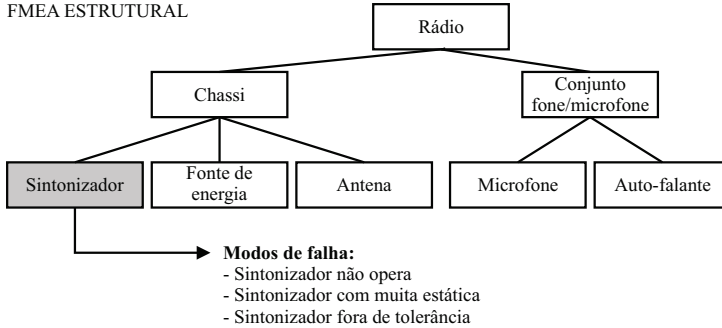 FMEA ESTRUTURAL
Rádio
Chassi
Conjunto
fone/microfone
Sintonizador
Fonte de
energia
Antena
Microfone
Auto-falante
Modos de falha:
- Sintonizador não opera
- Sintonizador com muita estática
- Sintonizador fora de tolerância